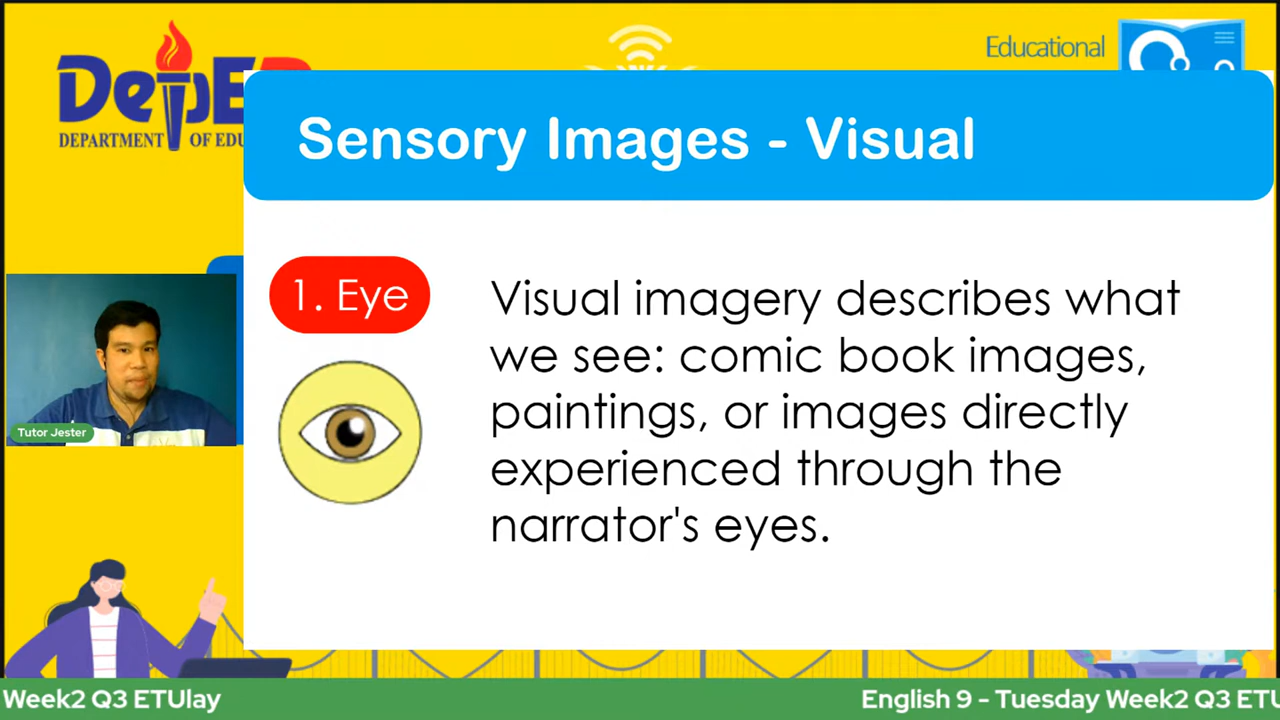 DepED
DEPARTMENT OF EDU
Educational
Sensory Images - Visual
1. Eye
Visual imagery describes what
we see: comic book images,
paintings, or images directly
experienced through the
narrator's eyes.
Tutor Jester
Week2 Q3 ETUlay
English 9 - Tuesday Week2 Q3 ETU